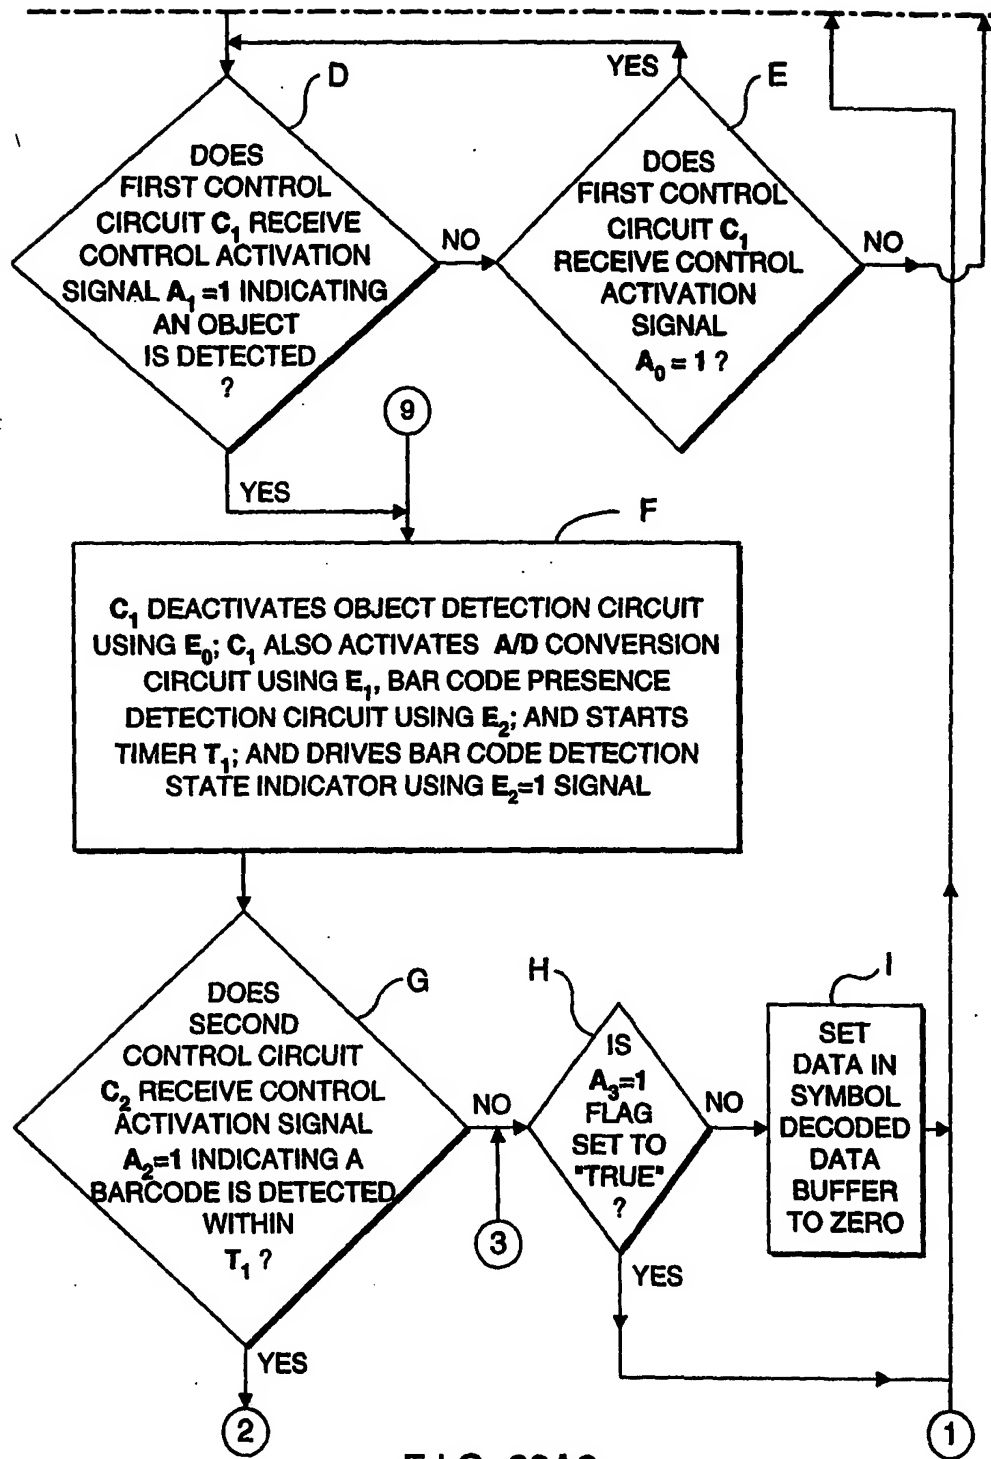 YES
D
E
DOES
FIRST CONTROL
CIRCUIT C₁ RECEIVE
CONTROL ACTIVATION
SIGNAL A₁ =1 INDICATING
AN OBJECT
IS DETECTED
?
NO
DOES
FIRST CONTROL
CIRCUIT C₁
RECEIVE CONTROL
ACTIVATION
SIGNAL
A₀ = 1 ?
NO
9
YES
F
C₁ DEACTIVATES OBJECT DETECTION CIRCUIT
USING E₀; C₁ ALSO ACTIVATES A/D CONVERSION
CIRCUIT USING E₁, BAR CODE PRESENCE
DETECTION CIRCUIT USING E₂; AND STARTS
TIMER T₁; AND DRIVES BAR CODE DETECTION
STATE INDICATOR USING E₂=1 SIGNAL
G
DOES
SECOND
CONTROL CIRCUIT
C₂ RECEIVE CONTROL
ACTIVATION SIGNAL
A₂=1 INDICATING A
BARCODE IS DETECTED
WITHIN
T₁ ?
NO
3
H
IS
A₃=1
FLAG
SET TO
"TRUE"
?
NO
I
SET
DATA IN
SYMBOL
DECODED
DATA
BUFFER
TO ZERO
YES
YES
2
1